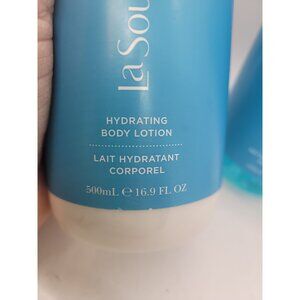 La Sou
HYDRATING
BODY LOTION
LAIT HYDRATANT
CORPOREL
500mL ℮ 16.9 FL OZ